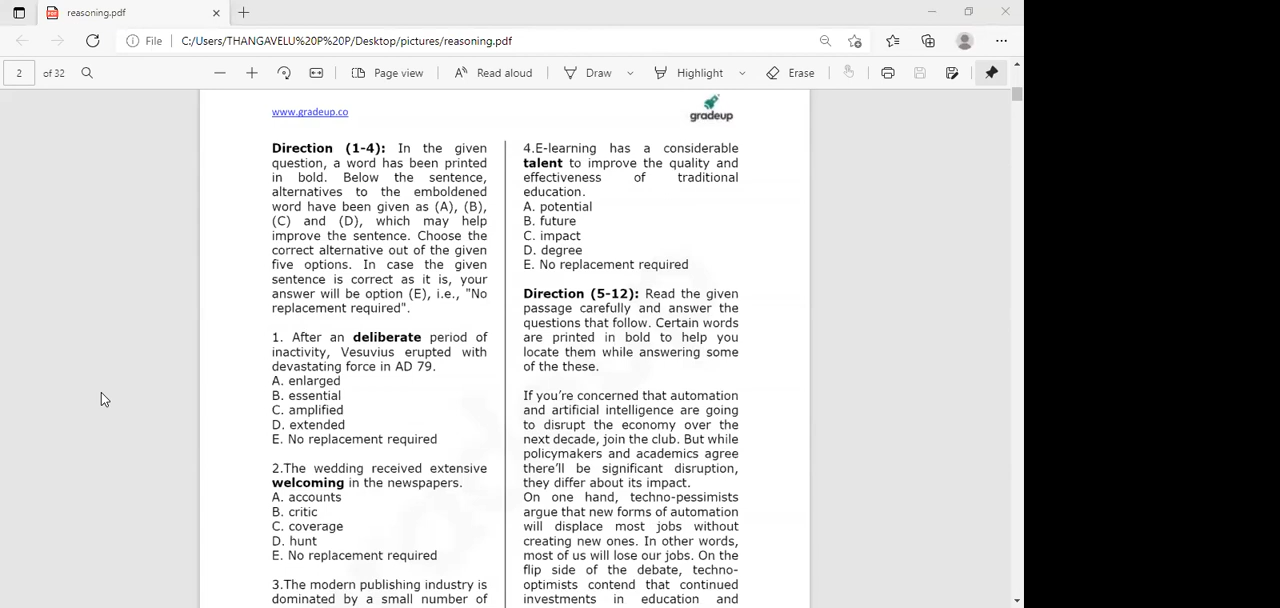 reasoning.pdf
File
C:/Users/THANGAVELU%20P%20P/Desktop/pictures/reasoning.pdf
2
of 32
Page view
Read aloud
Draw
Highlight
Erase
www.gradeup.co
gradeup
Direction (1-4): In the given
question, a word has been printed
in bold. Below the sentence,
alternatives to the emboldened
word have been given as (A), (B),
(C) and (D), which may help
improve the sentence. Choose the
correct alternative out of the given
five options. In case the given
sentence is correct as it is, your
answer will be option (E), i.e., "No
replacement required".
1. After an deliberate period of
inactivity, Vesuvius erupted with
devastating force in AD 79.
A. enlarged
B. essential
C. amplified
D. extended
E. No replacement required
2.The wedding received extensive
welcoming in the newspapers.
A. accounts
B. critic
C. coverage
D. hunt
E. No replacement required
3.The modern publishing industry is
dominated by a small number of
4.E-learning has a considerable
talent to improve the quality and
effectiveness of traditional
education.
A. potential
B. future
C. impact
D. degree
E. No replacement required
Direction (5-12): Read the given
passage carefully and answer the
questions that follow. Certain words
are printed in bold to help you
locate them while answering some
of the these.
If you're concerned that automation
and artificial intelligence are going
to disrupt the economy over the
next decade, join the club. But while
policymakers and academics agree
there'll be significant disruption,
they differ about its impact.
On one hand, techno-pessimists
argue that new forms of automation
will displace most jobs without
creating new ones. In other words,
most of us will lose our jobs. On the
flip side of the debate, techno-
optimists contend that continued
investments in education and